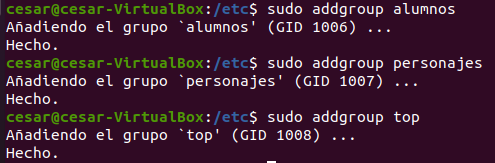 cesar@cesar-VirtualBox:/etc$ sudo addgroup alumnos
Añadiendo el grupo `alumnos' (GID 1006) ...
Hecho.
cesar@cesar-VirtualBox:/etc$ sudo addgroup personajes
Añadiendo el grupo `personajes' (GID 1007) ...
Hecho.
cesar@cesar-VirtualBox:/etc$ sudo addgroup top
Añadiendo el grupo `top' (GID 1008) ...
Hecho.